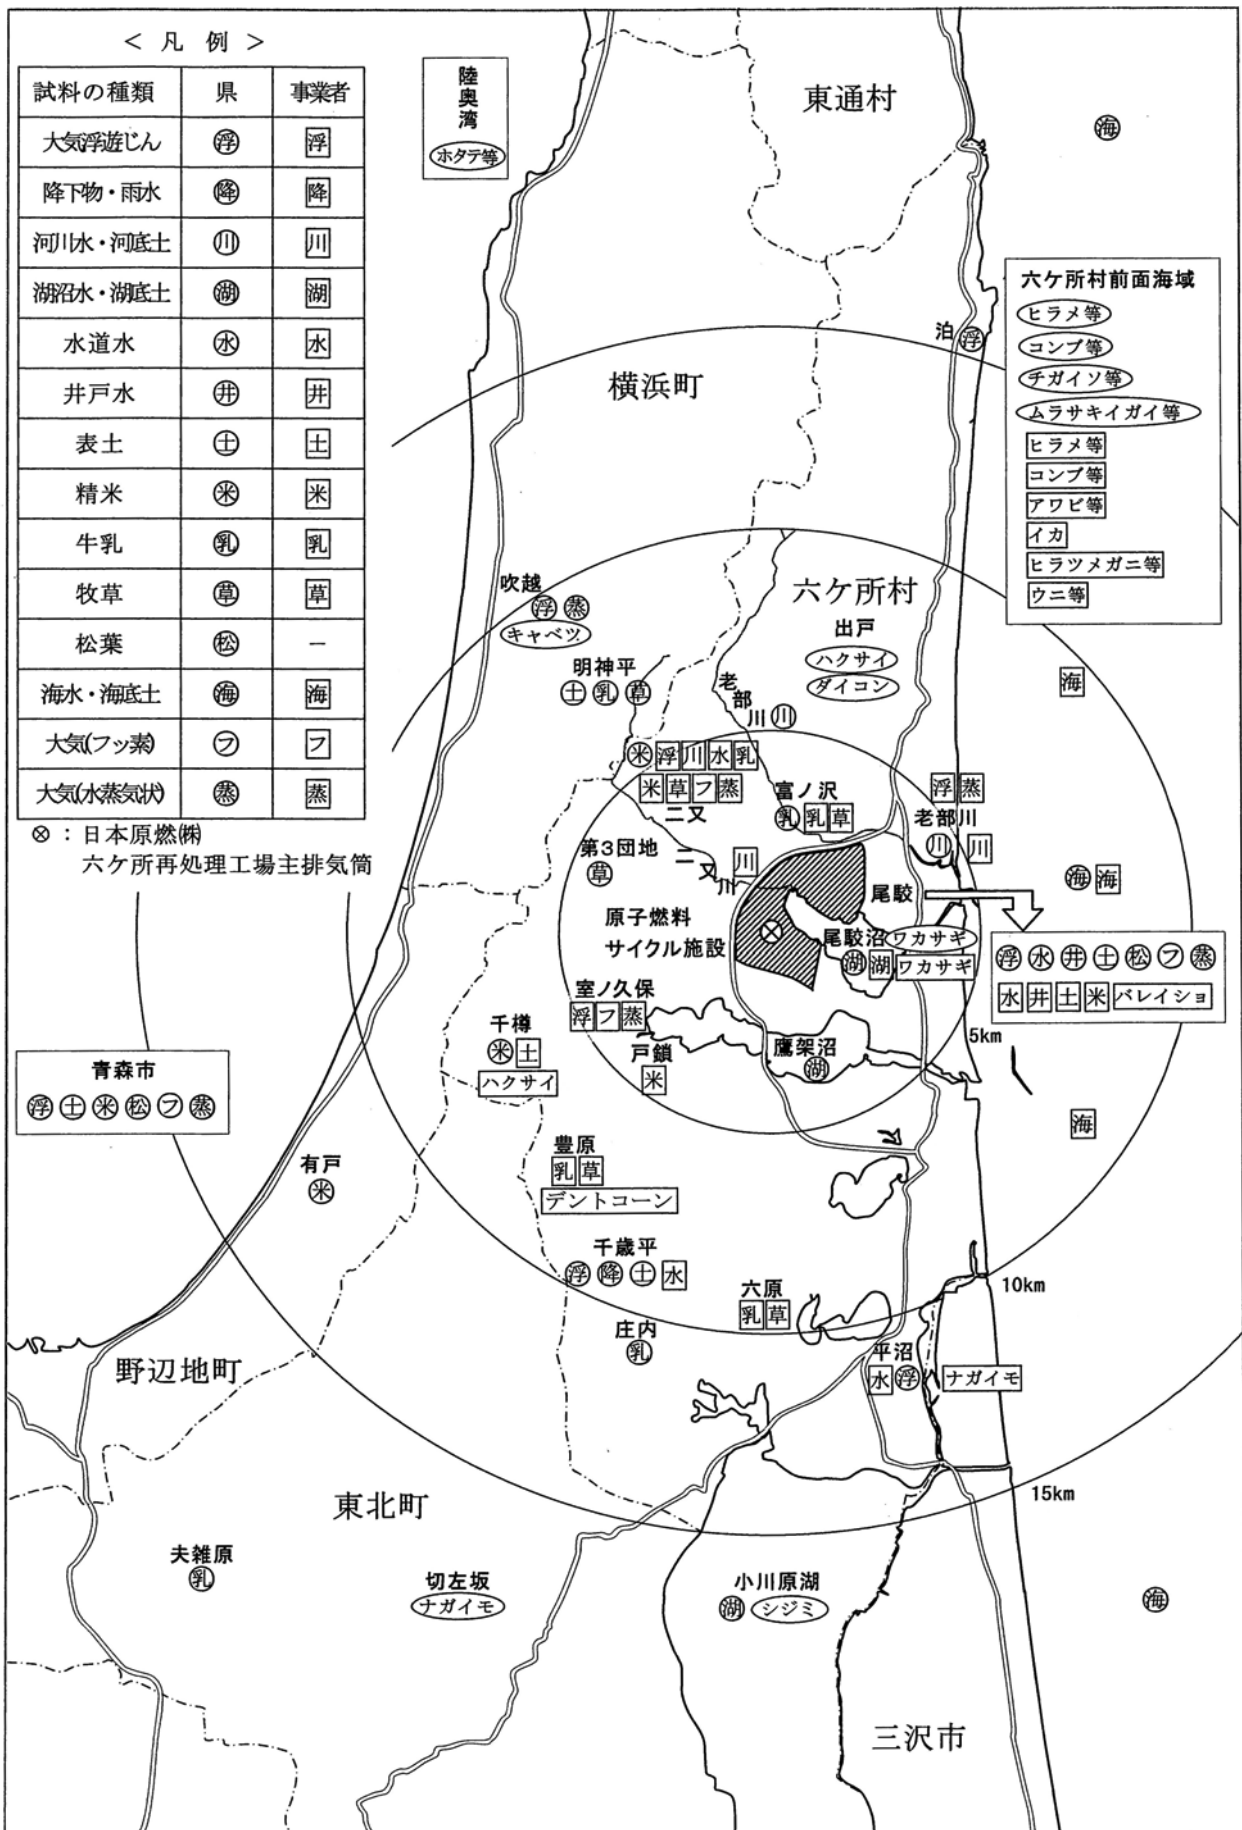 ＜ 凡 例 ＞
試料の種類 県 事業者
大気浮遊じん 浮 浮
降下物・雨水 降 降
河川水・河底土 川 川
湖沼水・湖底土 湖 湖
水道水 水 水
井戸水 井 井
表土 土 土
精米 米 米
牛乳 乳 乳
牧草 草 草
松葉 松 －
海水・海底土 海 海
大気(フッ素) フ フ
大気(水蒸気状) 蒸 蒸
⊗：日本原燃㈱
六ケ所再処理工場主排気筒
陸奥湾
ホタテ等
東通村
海
六ケ所村前面海域
ヒラメ等
コンブ等
チガイソ等
ムラサキイガイ等
ヒラメ等
コンブ等
アワビ等
イカ
ヒラツメガニ等
ウニ等
泊 浮
横浜町
吹越
浮 蒸
キャベツ
六ケ所村
出戸
ハクサイ
ダイコン
明神平
土 乳 草
老部川 川
海
米 浮 川 水 乳
米 草 フ 蒸
二又
富ノ沢
乳 乳 草
浮 蒸
老部川
川 川
第3団地
草
二又川 川
海 海
尾駮
原子燃料
サイクル施設
尾駮沼 ワカサギ
湖 湖 ワカサギ
浮 水 井 土 松 フ 蒸
水 井 土 米 バレイショ
室ノ久保
浮 フ 蒸
千樽
米 土
ハクサイ
戸鎖
米
鷹架沼
湖
5km
青森市
浮 土 米 松 フ 蒸
海
有戸
米
豊原
乳 草
デントコーン
千歳平
浮 降 土 水
六原
乳 草
10km
庄内
乳
平沼
水 浮 ナガイモ
野辺地町
15km
東北町
夫雑原
乳
切左坂
ナガイモ
小川原湖
湖 シジミ
海
三沢市